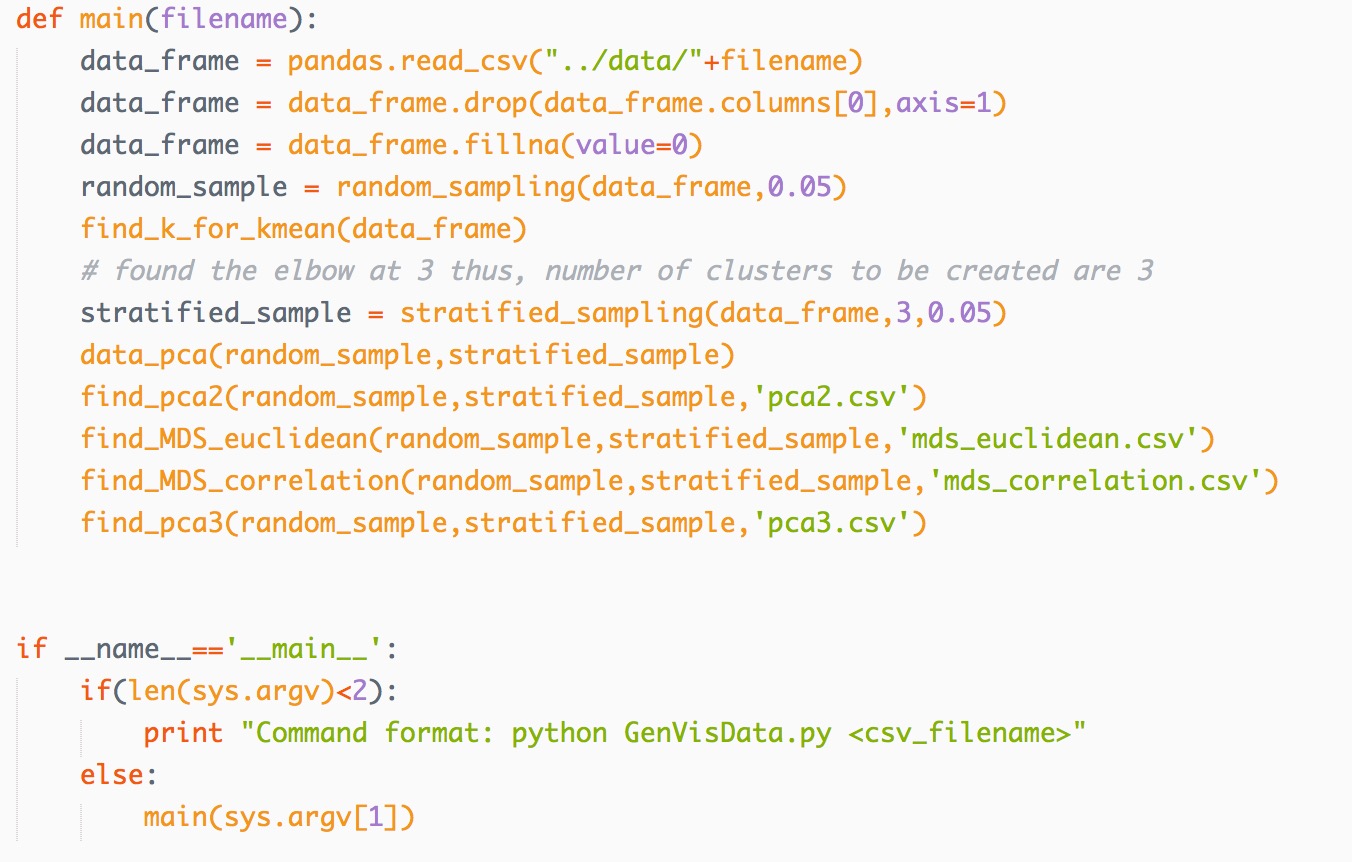 def main(filename):
    data_frame = pandas.read_csv("../data/"+filename)
    data_frame = data_frame.drop(data_frame.columns[0],axis=1)
    data_frame = data_frame.fillna(value=0)
    random_sample = random_sampling(data_frame,0.05)
    find_k_for_kmean(data_frame)
    # found the elbow at 3 thus, number of clusters to be created are 3
    stratified_sample = stratified_sampling(data_frame,3,0.05)
    data_pca(random_sample,stratified_sample)
    find_pca2(random_sample,stratified_sample,'pca2.csv')
    find_MDS_euclidean(random_sample,stratified_sample,'mds_euclidean.csv')
    find_MDS_correlation(random_sample,stratified_sample,'mds_correlation.csv')
    find_pca3(random_sample,stratified_sample,'pca3.csv')
if __name__=='__main__':
    if(len(sys.argv)<2):
        print "Command format: python GenVisData.py <csv_filename>"
    else:
        main(sys.argv[1])